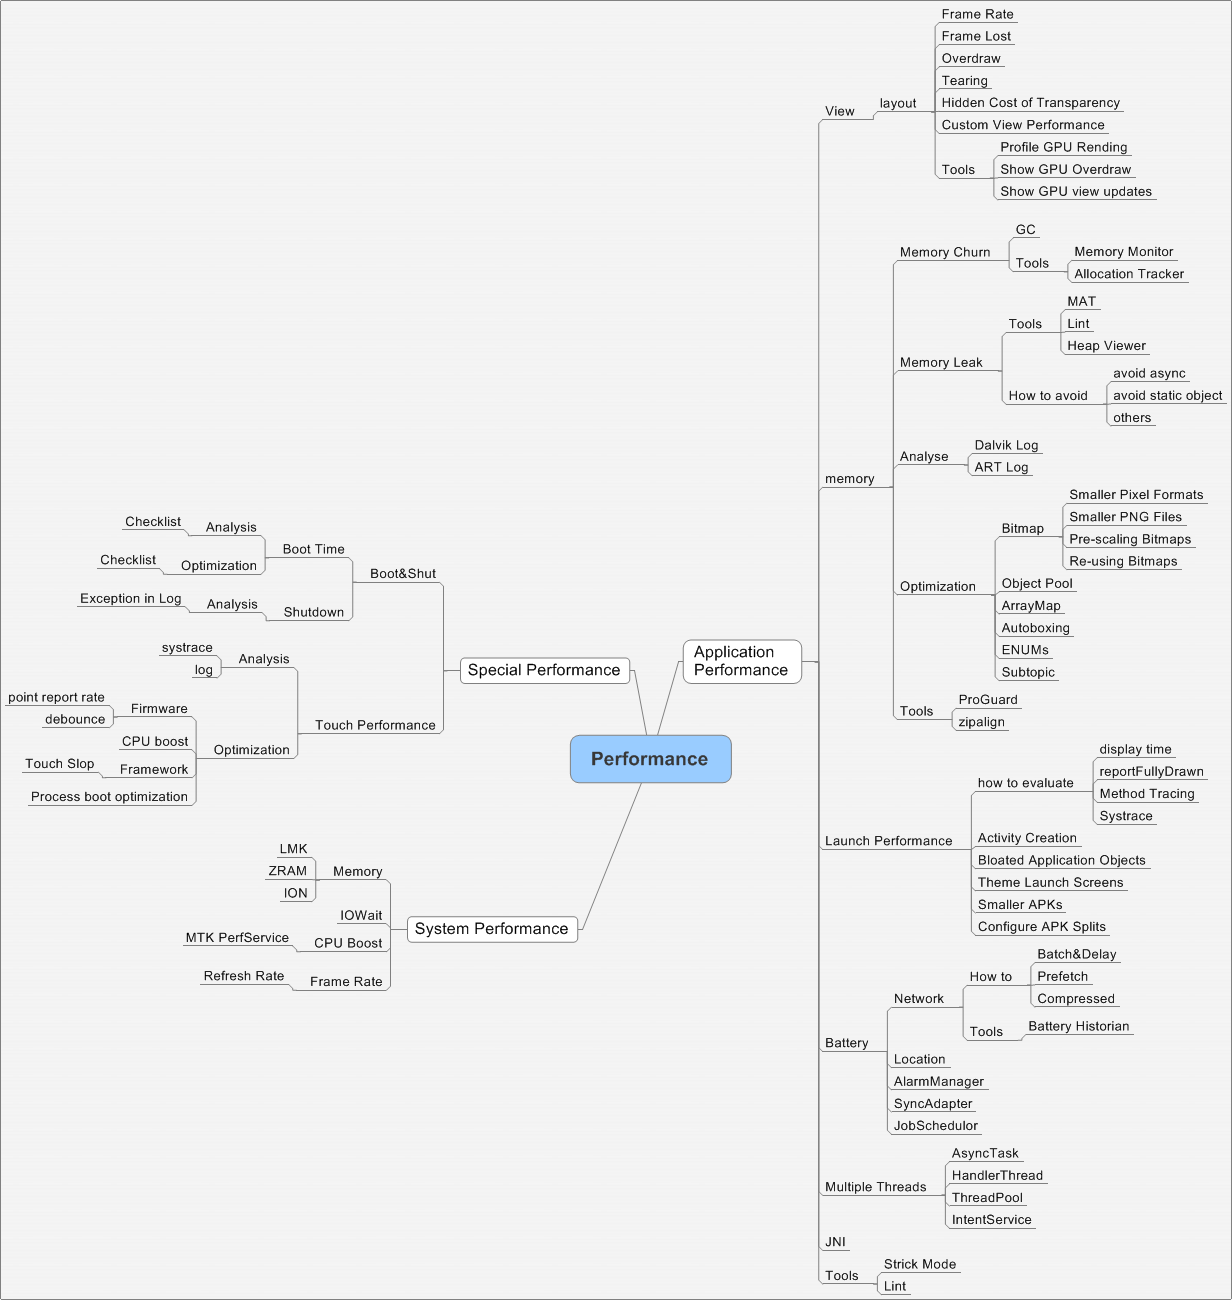 Performance
Application
Performance
View
layout
Frame Rate
Frame Lost
Overdraw
Tearing
Hidden Cost of Transparency
Custom View Performance
Tools
Profile GPU Rending
Show GPU Overdraw
Show GPU view updates
memory
Memory Churn
GC
Tools
Memory Monitor
Allocation Tracker
Memory Leak
Tools
MAT
Lint
Heap Viewer
How to avoid
avoid async
avoid static object
others
Analyse
Dalvik Log
ART Log
Optimization
Bitmap
Smaller Pixel Formats
Smaller PNG Files
Pre-scaling Bitmaps
Re-using Bitmaps
Object Pool
ArrayMap
Autoboxing
ENUMs
Subtopic
Tools
ProGuard
zipalign
Launch Performance
how to evaluate
display time
reportFullyDrawn
Method Tracing
Systrace
Activity Creation
Bloated Application Objects
Theme Launch Screens
Smaller APKs
Configure APK Splits
Battery
Network
How to
Batch&Delay
Prefetch
Compressed
Tools
Battery Historian
Location
AlarmManager
SyncAdapter
JobSchedulor
Multiple Threads
AsyncTask
HandlerThread
ThreadPool
IntentService
JNI
Tools
Strick Mode
Lint
Special Performance
Boot&Shut
Boot Time
Analysis
Checklist
Optimization
Checklist
Shutdown
Analysis
Exception in Log
Touch Performance
Analysis
systrace
log
Optimization
Firmware
point report rate
debounce
CPU boost
Framework
Touch Slop
Process boot optimization
System Performance
Memory
LMK
ZRAM
ION
IOWait
CPU Boost
MTK PerfService
Frame Rate
Refresh Rate